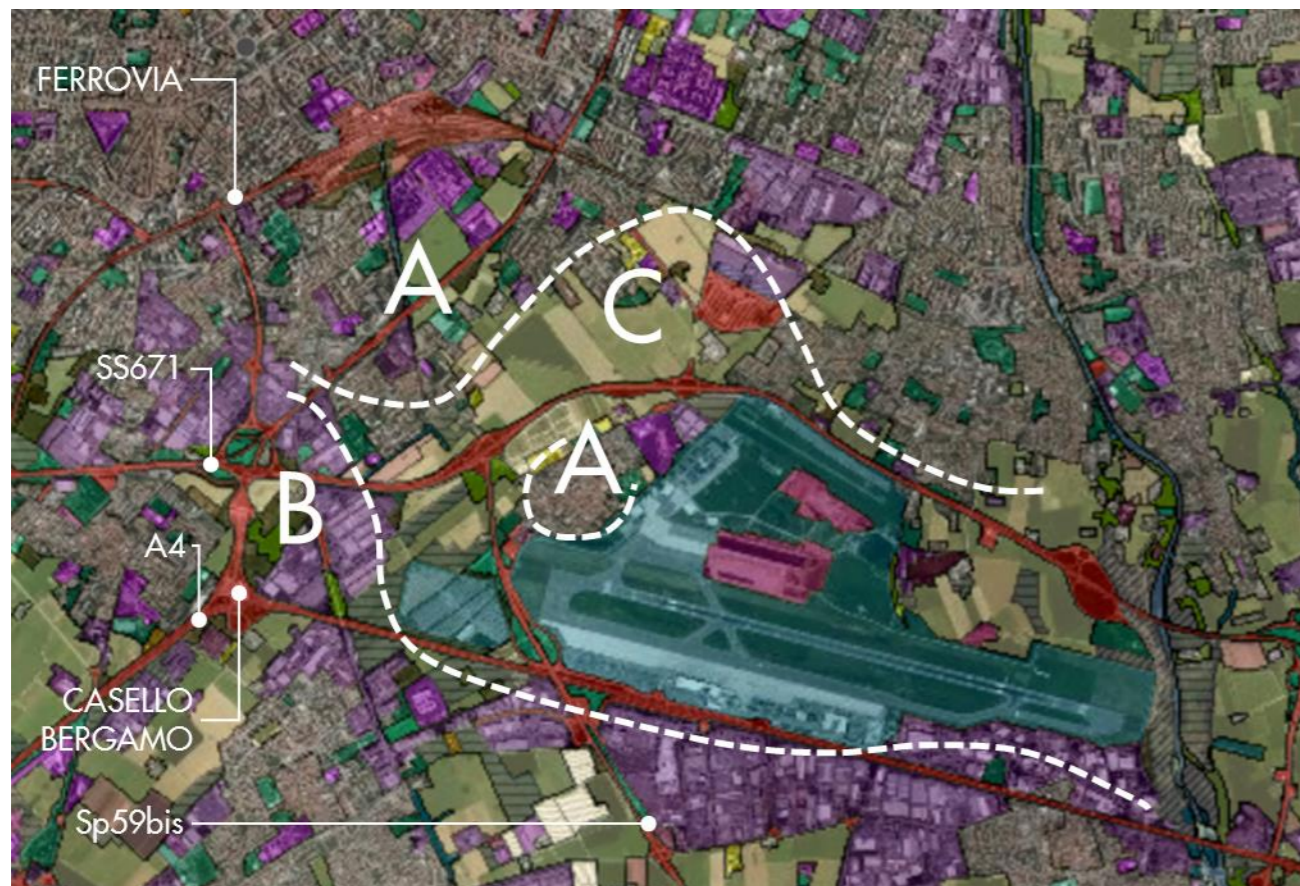 FERROVIA
A
C
SS671
A
B
A4
CASELLO
BERGAMO
Sp59bis